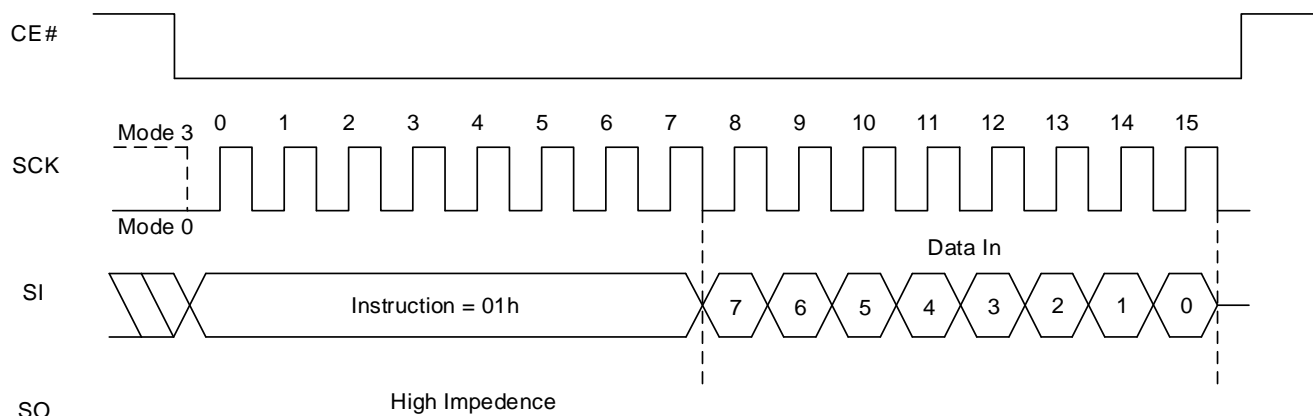 CE#
Mode 3
0 1 2 3 4 5 6 7 8 9 10 11 12 13 14 15
SCK
Mode 0
Data In
SI
Instruction = 01h
7 6 5 4 3 2 1 0
High Impedence
SO